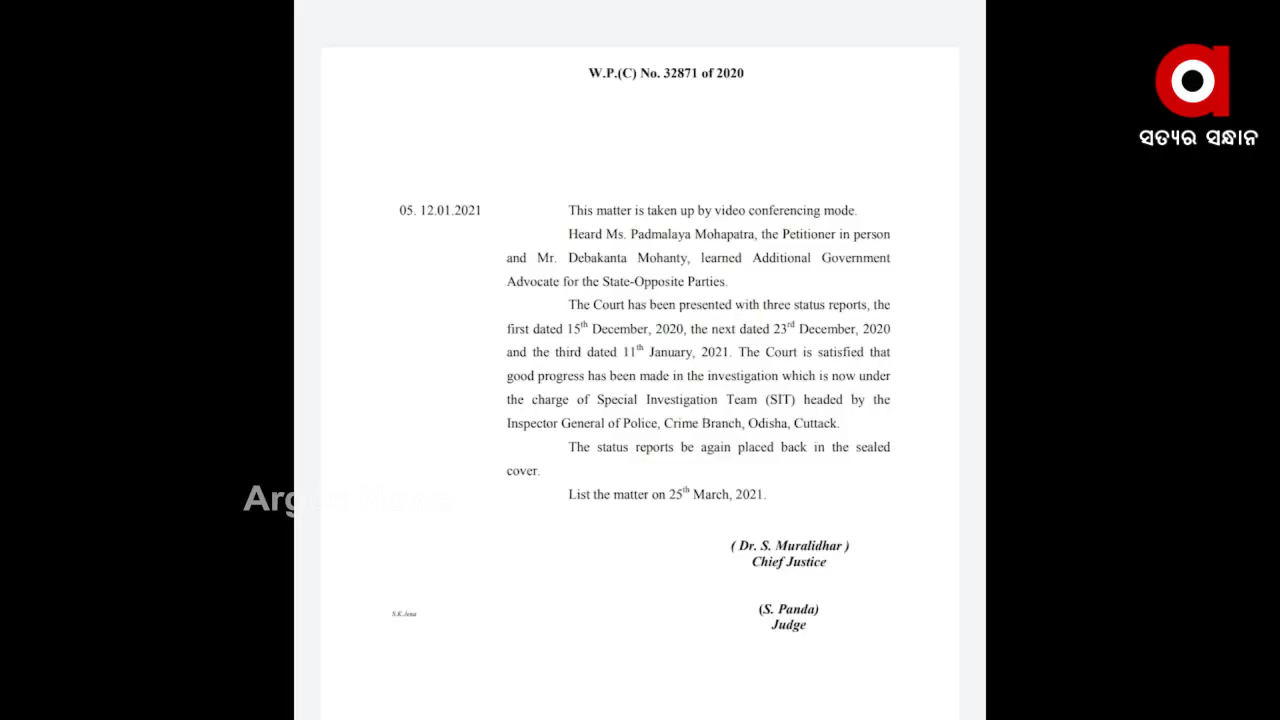 W.P.(C) No. 32871 of 2020
ସତ୍ୟର ସନ୍ଧାନ
05. 12.01.2021 This matter is taken up by video conferencing mode.
Heard Ms. Padmalaya Mohapatra, the Petitioner in person
and Mr. Debakanta Mohanty, learned Additional Government
Advocate for the State-Opposite Parties.
The Court has been presented with three status reports, the
first dated 15th December, 2020, the next dated 23rd December, 2020
and the third dated 11th January, 2021. The Court is satisfied that
good progress has been made in the investigation which is now under
the charge of Special Investigation Team (SIT) headed by the
Inspector General of Police, Crime Branch, Odisha, Cuttack.
The status reports be again placed back in the sealed
cover.
List the matter on 25th March, 2021.
Argus News
( Dr. S. Muralidhar )
Chief Justice
S.K.Jena
(S. Panda)
Judge